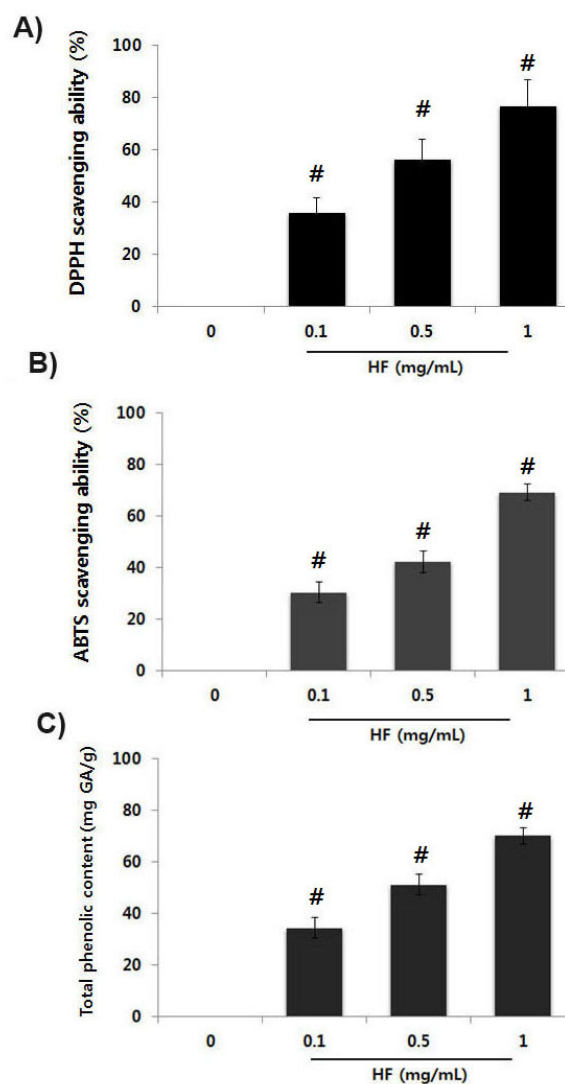 A)
DPPH scavenging ability (%)
100
80
60
40
20
0
# # #
0 0.1 0.5 1
HF (mg/mL)
B)
ABTS scavenging ability (%)
100
80
60
40
20
0
# # #
0 0.1 0.5 1
HF (mg/mL)
C)
Total phenolic content (mg GA/g)
100
80
60
40
20
0
# # #
0 0.1 0.5 1
HF (mg/mL)